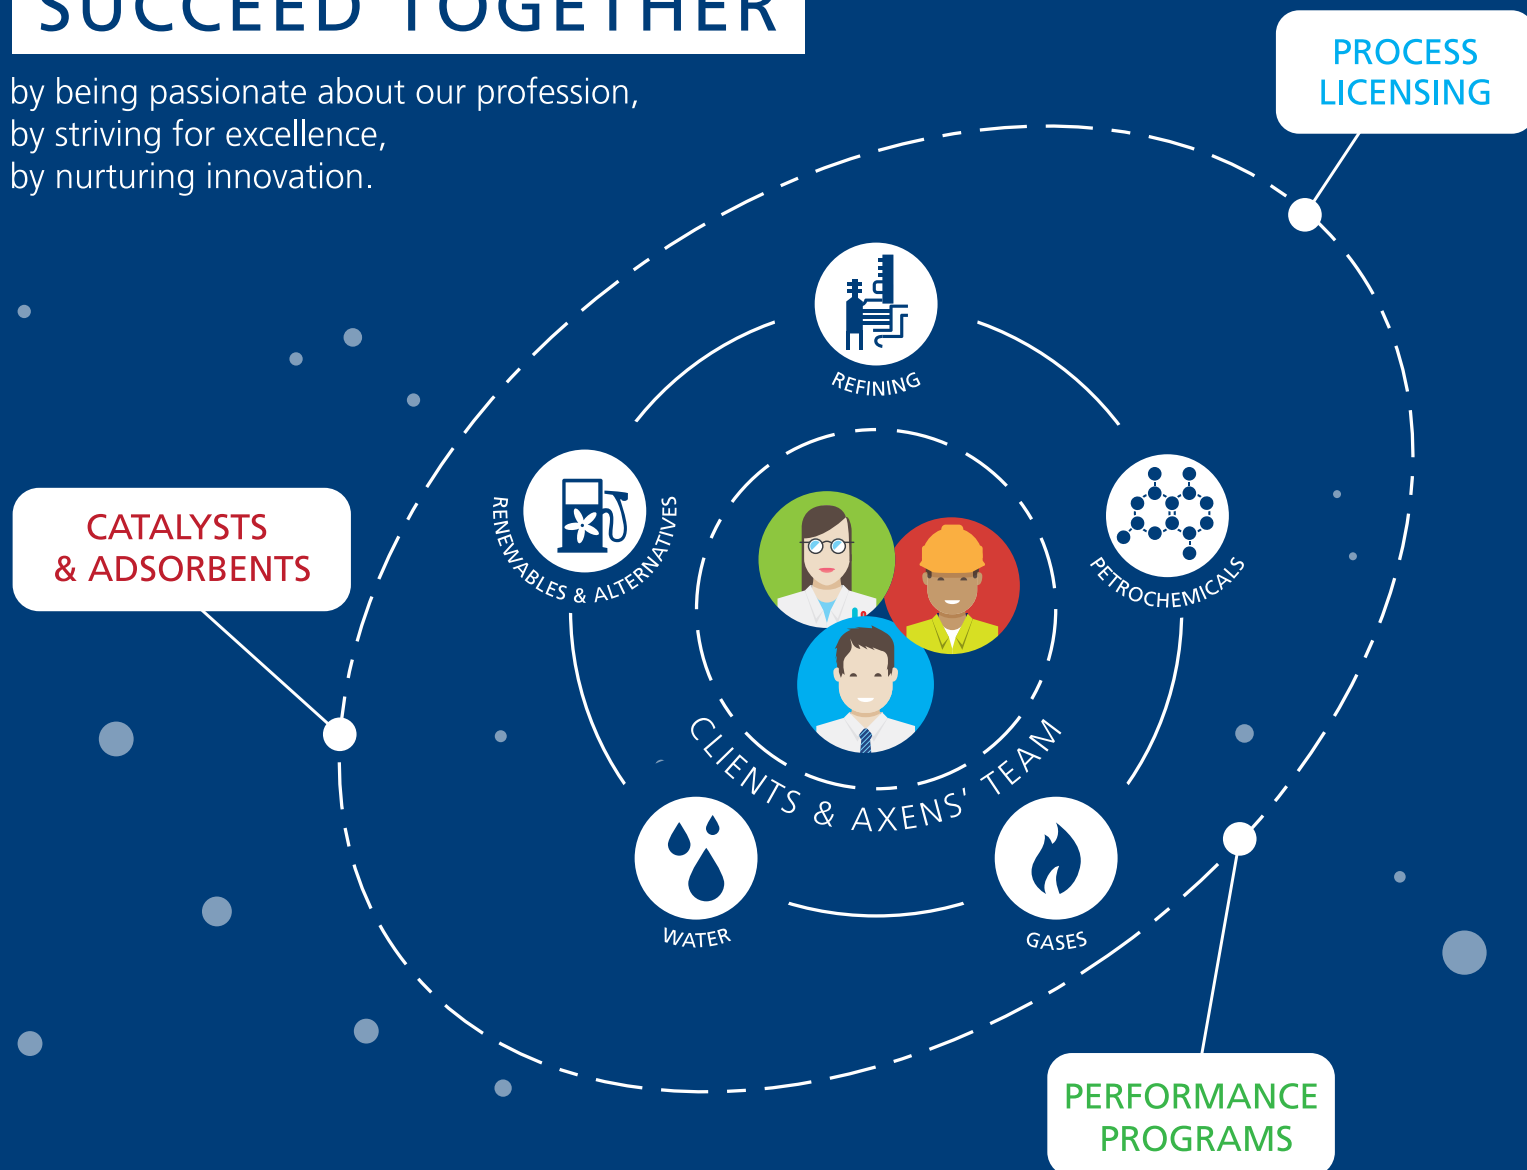 SUCCEED TOGETHER
by being passionate about our profession,
by striving for excellence,
by nurturing innovation.
PROCESS
LICENSING
REFINING
RENEWABLES & ALTERNATIVES
PETROCHEMICALS
CATALYSTS
& ADSORBENTS
CLIENTS & AXENS' TEAM
WATER
GASES
PERFORMANCE
PROGRAMS